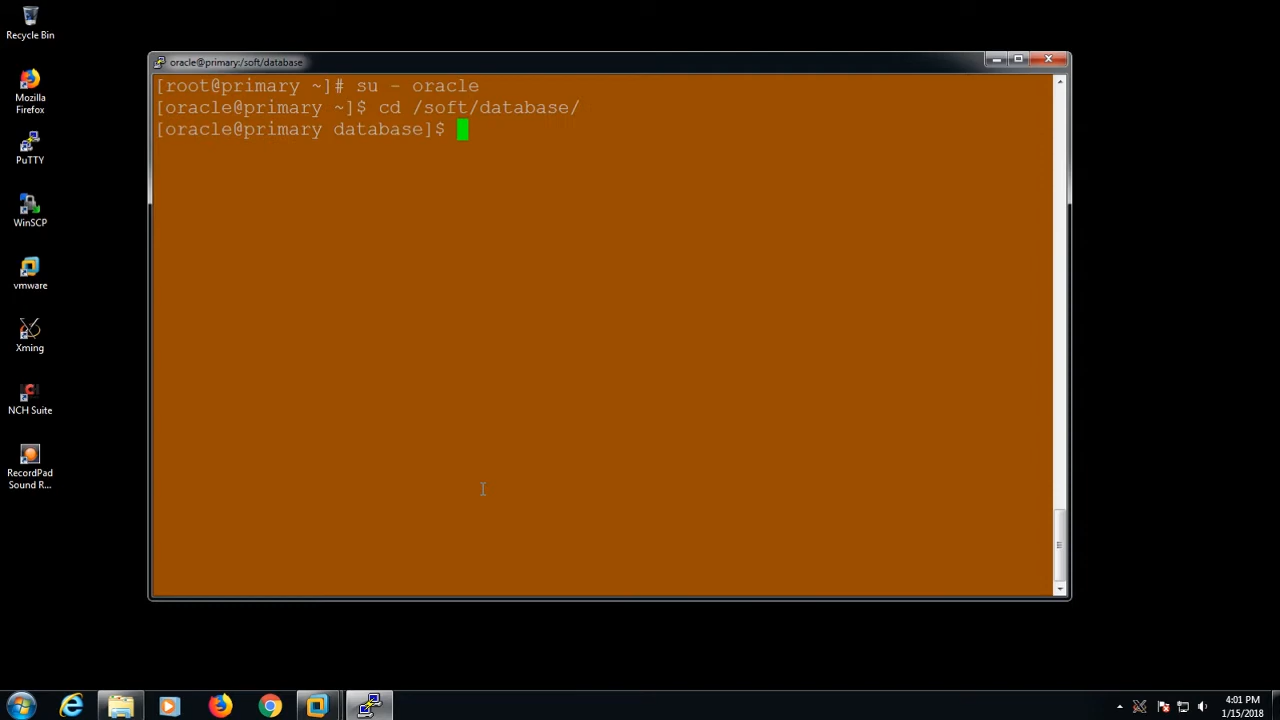 Recycle Bin
Mozilla
Firefox
PuTTY
WinSCP
vmware
Xming
NCH Suite
RecordPad
Sound R...
oracle@primary:/soft/database
[root@primary ~]# su - oracle
[oracle@primary ~]$ cd /soft/database/
[oracle@primary database]$
4:01 PM
1/15/2018